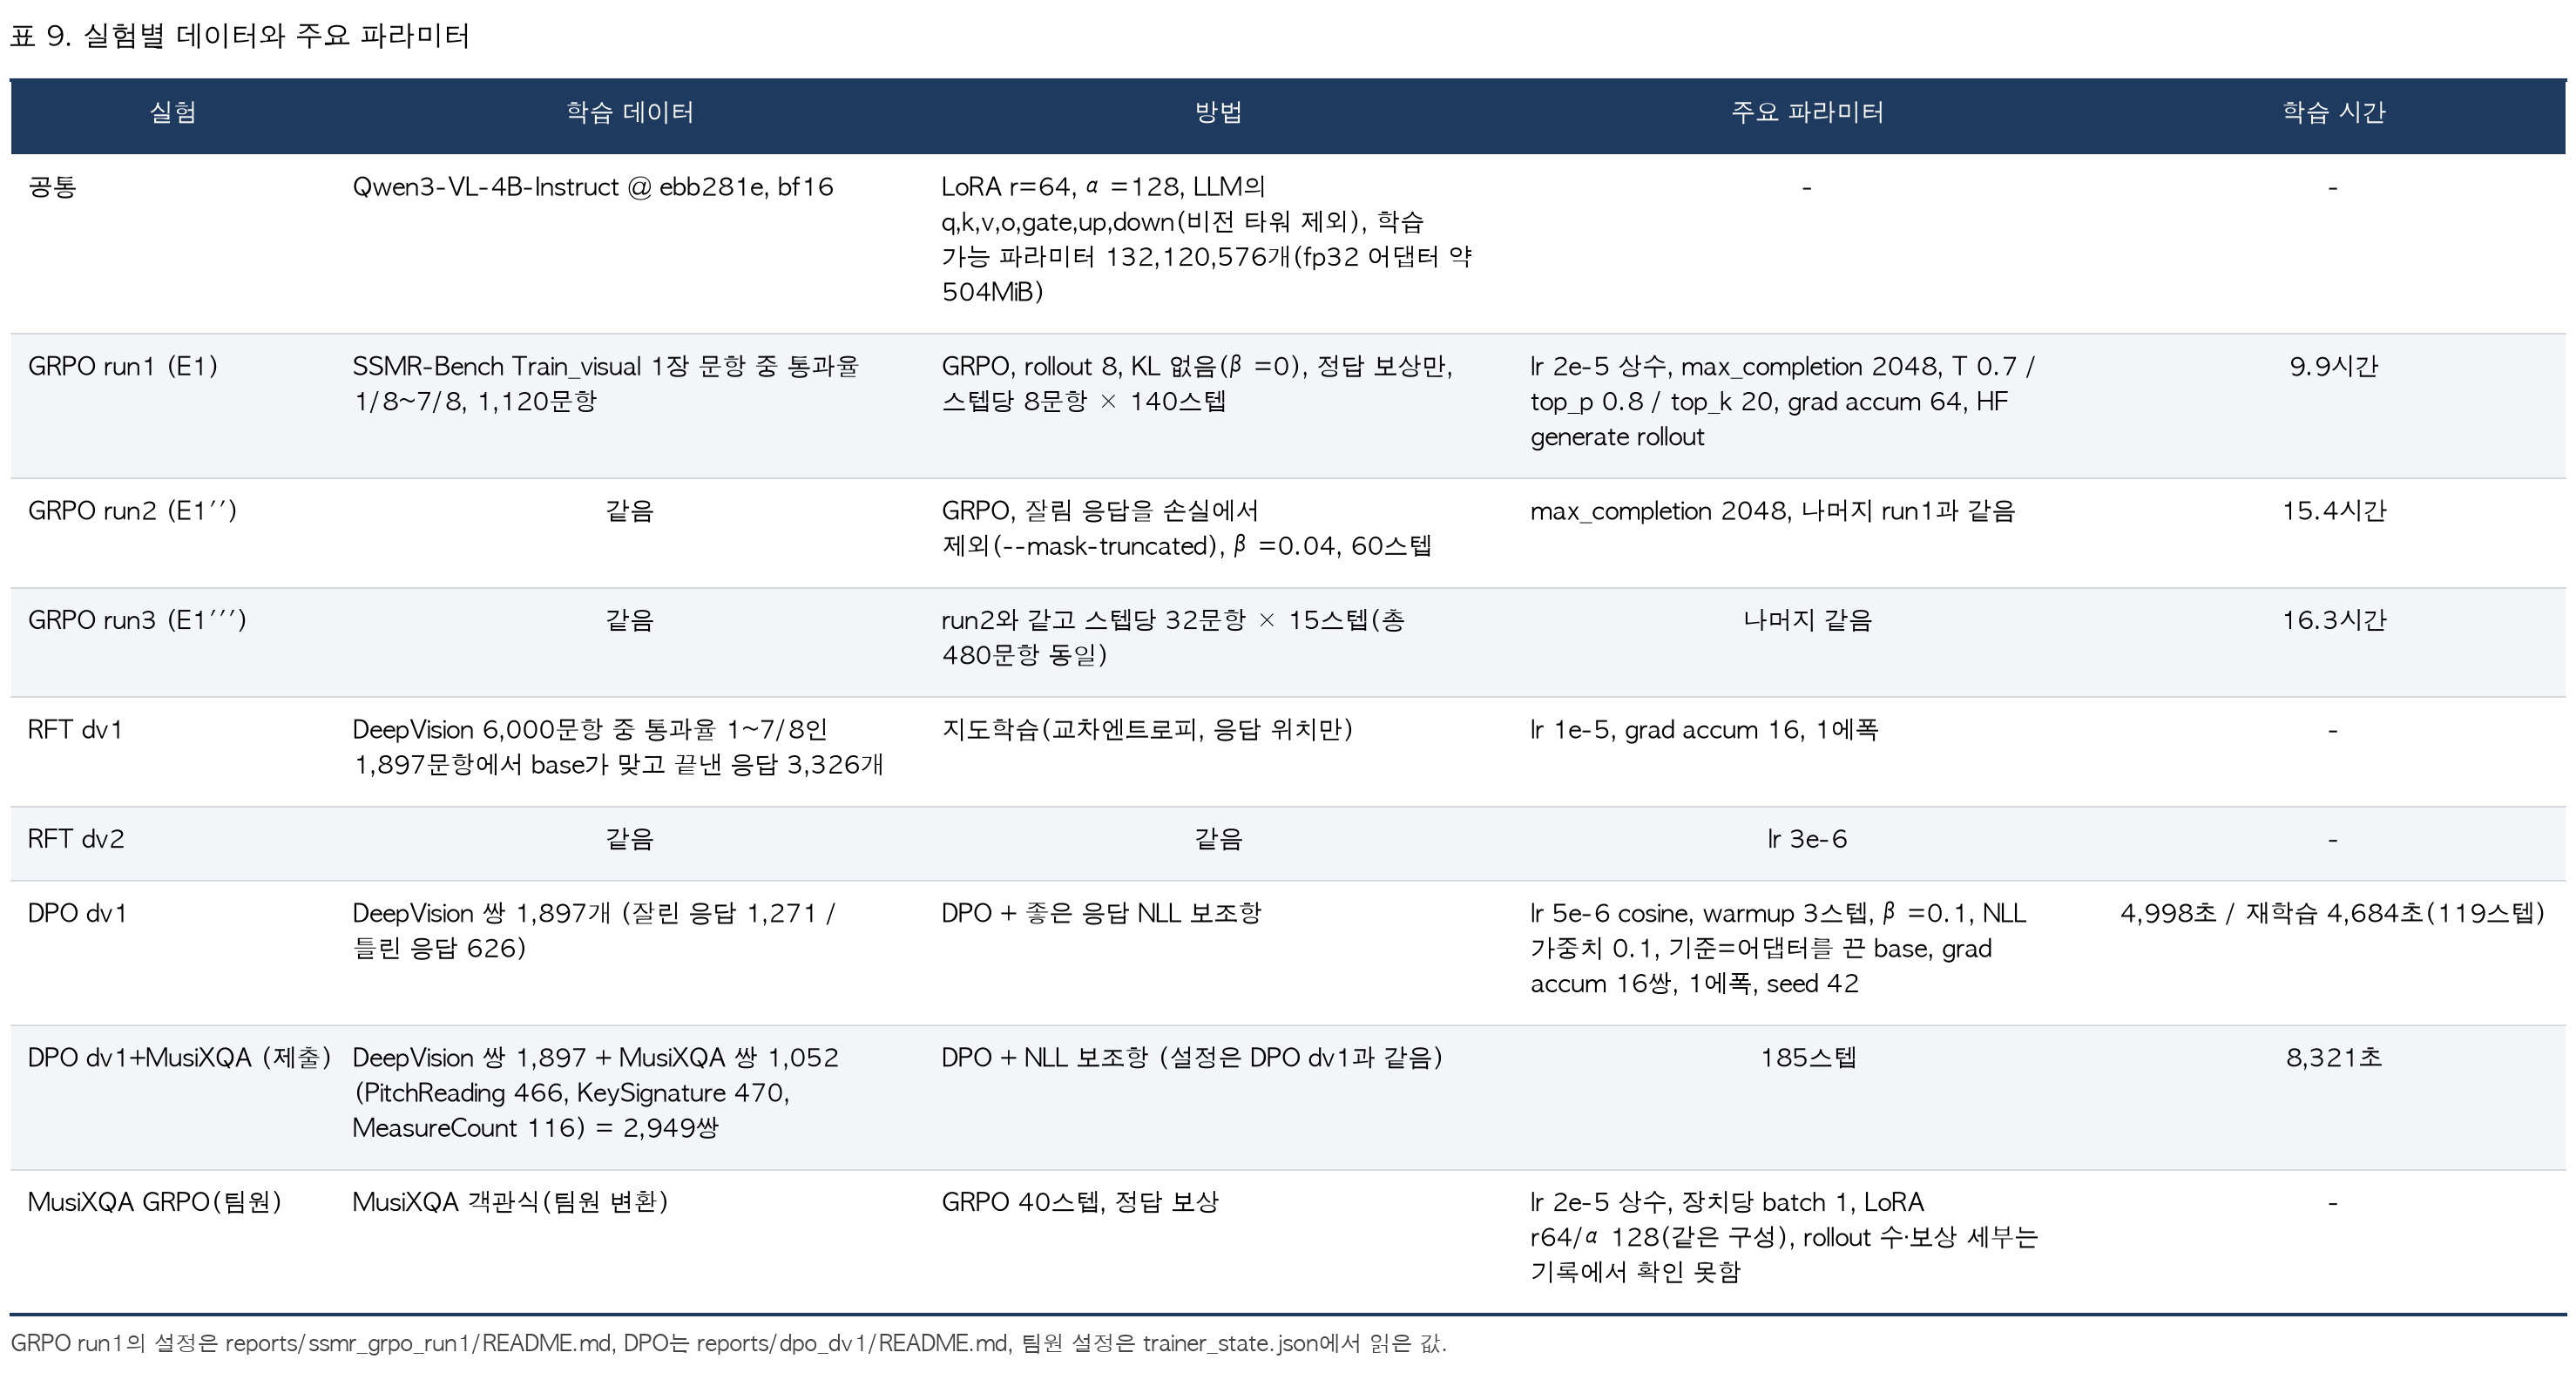 표 9. 실험별 데이터와 주요 파라미터
실험 학습 데이터 방법 주요 파라미터 학습 시간
공통 Qwen3-VL-4B-Instruct @ ebb281e, bf16 LoRA r=64, α =128, LLM의 - -
q,k,v,o,gate,up,down(비전 타워 제외), 학습
가능 파라미터 132,120,576개(fp32 어댑터 약
504MiB)
GRPO run1 (E1) SSMR-Bench Train_visual 1장 문항 중 통과율 GRPO, rollout 8, KL 없음(β =0), 정답 보상만, lr 2e-5 상수, max_completion 2048, T 0.7 / 9.9시간
1/8~7/8, 1,120문항 스텝당 8문항 × 140스텝 top_p 0.8 / top_k 20, grad accum 64, HF
generate rollout
GRPO run2 (E1′′) 같음 GRPO, 잘림 응답을 손실에서 max_completion 2048, 나머지 run1과 같음 15.4시간
제외(--mask-truncated), β =0.04, 60스텝
GRPO run3 (E1′′′) 같음 run2와 같고 스텝당 32문항 × 15스텝(총 나머지 같음 16.3시간
480문항 동일)
RFT dv1 DeepVision 6,000문항 중 통과율 1~7/8인 지도학습(교차엔트로피, 응답 위치만) lr 1e-5, grad accum 16, 1에폭 -
1,897문항에서 base가 맞고 끝낸 응답 3,326개
RFT dv2 같음 같음 lr 3e-6 -
DPO dv1 DeepVision 쌍 1,897개 (잘린 응답 1,271 / DPO + 좋은 응답 NLL 보조항 lr 5e-6 cosine, warmup 3스텝, β =0.1, NLL 4,998초 / 재학습 4,684초(119스텝)
틀린 응답 626) 가중치 0.1, 기준=어댑터를 끈 base, grad
accum 16쌍, 1에폭, seed 42
DPO dv1+MusiXQA (제출) DeepVision 쌍 1,897 + MusiXQA 쌍 1,052 DPO + NLL 보조항 (설정은 DPO dv1과 같음) 185스텝 8,321초
(PitchReading 466, KeySignature 470,
MeasureCount 116) = 2,949쌍
MusiXQA GRPO(팀원) MusiXQA 객관식(팀원 변환) GRPO 40스텝, 정답 보상 lr 2e-5 상수, 장치당 batch 1, LoRA -
r64/α 128(같은 구성), rollout 수·보상 세부는
기록에서 확인 못함
GRPO run1의 설정은 reports/ssmr_grpo_run1/README.md, DPO는 reports/dpo_dv1/README.md, 팀원 설정은 trainer_state.json에서 읽은 값.